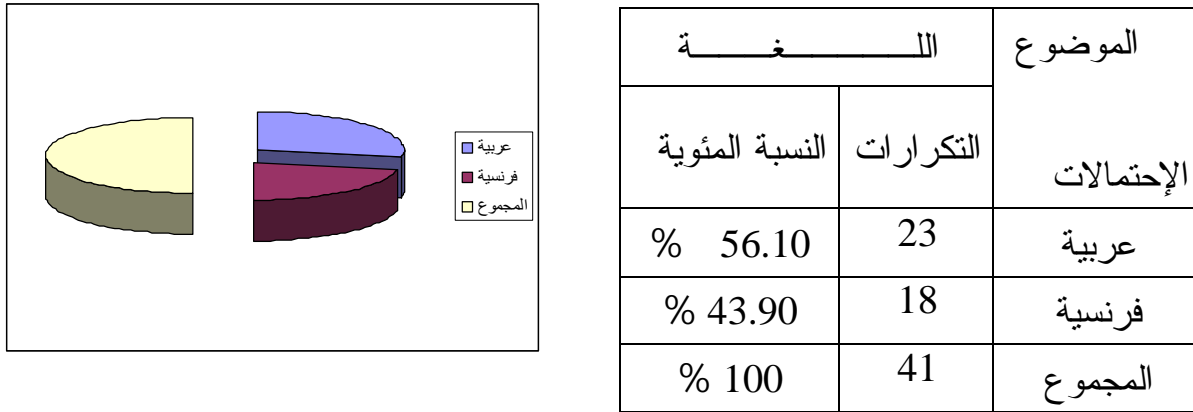 الموضوع
اللـــــــــغـــــــة
الإحتمالات
التكرارات
النسبة المئوية
عربية
23
56.10 %
فرنسية
18
43.90 %
المجموع
41
100 %
عربية
فرنسية
المجموع